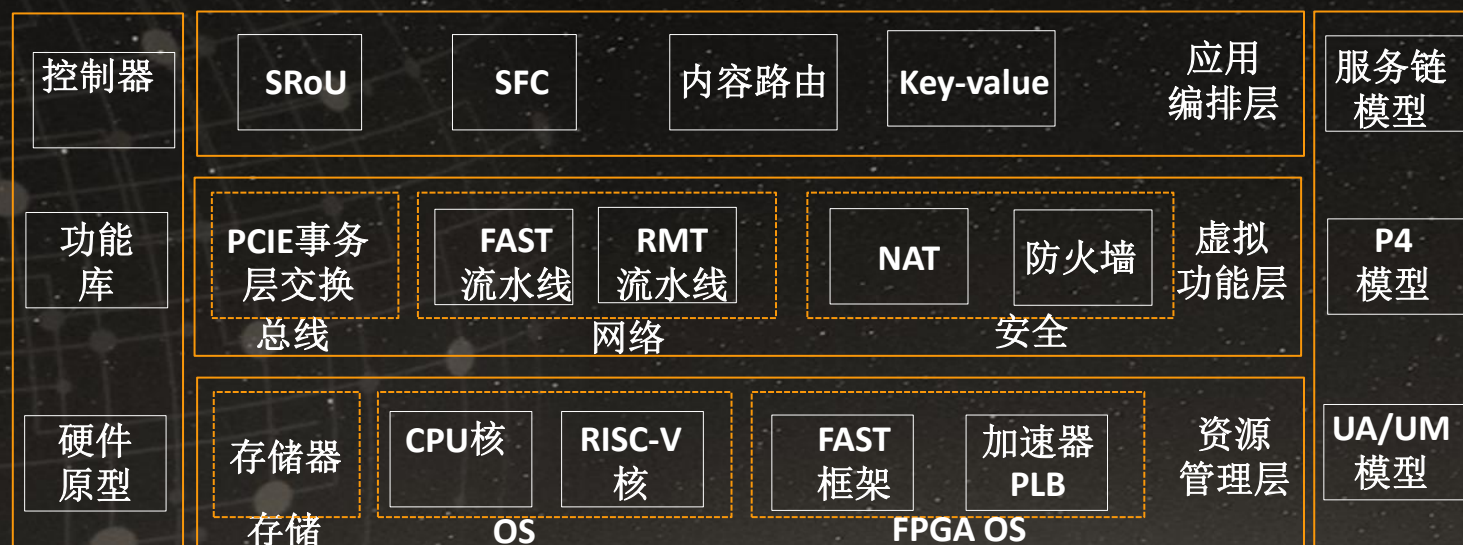 控制器
SRoU
SFC
内容路由
Key-value
应用
编排层
服务链
模型
功能
库
PCIE事务
层交换
总线
FAST
流水线
RMT
流水线
网络
NAT
防火墙
安全
虚拟
功能层
P4
模型
硬件
原型
存储器
存储
CPU核
RISC-V
核
OS
FAST
框架
加速器
PLB
FPGA OS
资源
管理层
UA/UM
模型